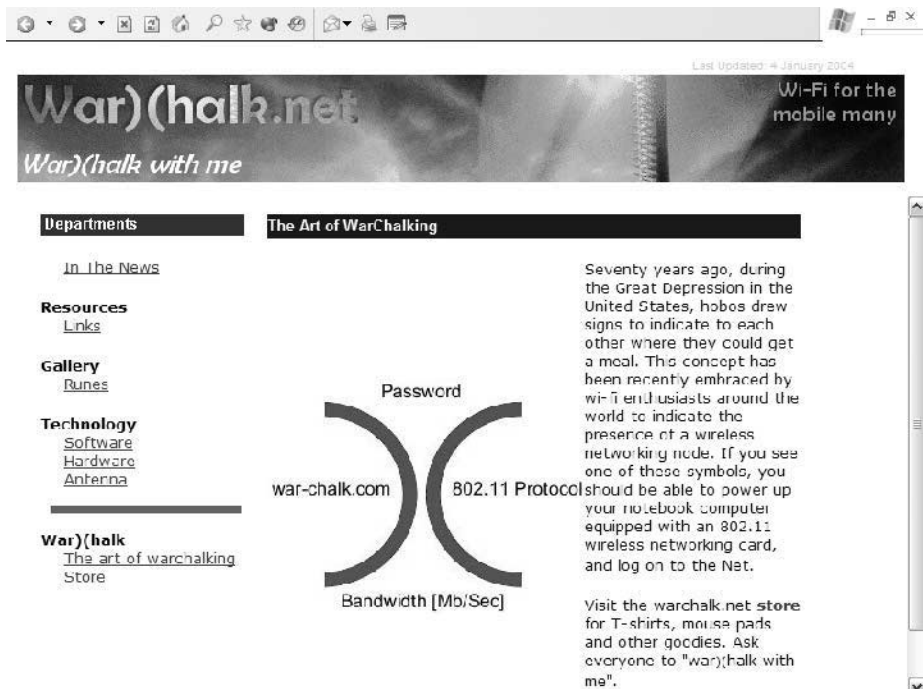 Last Updated: 4 January 2004
War)(halk.net
Wi-Fi for the
mobile many
War)(halk with me
Departments
In The News
Resources
Links
Gallery
Runes
Technology
Software
Hardware
Antenna
War)(halk
The art of warchalking
Store
The Art of WarChalking
Password
war-chalk.com
802.11 Protocol
Bandwidth [Mb/Sec]
Seventy years ago, during
the Great Depression in the
United States, hobos drew
signs to indicate to each
other where they could get
a meal. This concept has
been recently embraced by
wi-fi enthusiasts around the
world to indicate the
presence of a wireless
networking node. If you see
one of these symbols, you
should be able to power up
your notebook computer
equipped with an 802.11
wireless networking card,
and log on to the Net.
Visit the warchalk.net store
for T-shirts, mouse pads
and other goodies. Ask
everyone to "war)(halk with
me".